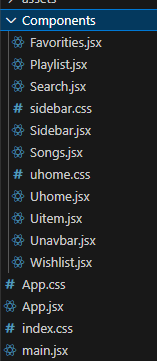 Components
Favorities.jsx
Playlist.jsx
Search.jsx
# sidebar.css
Sidebar.jsx
Songs.jsx
# uhome.css
Uhome.jsx
Uitem.jsx
Unavbar.jsx
Wishlist.jsx
# App.css
App.jsx
# index.css
main.jsx